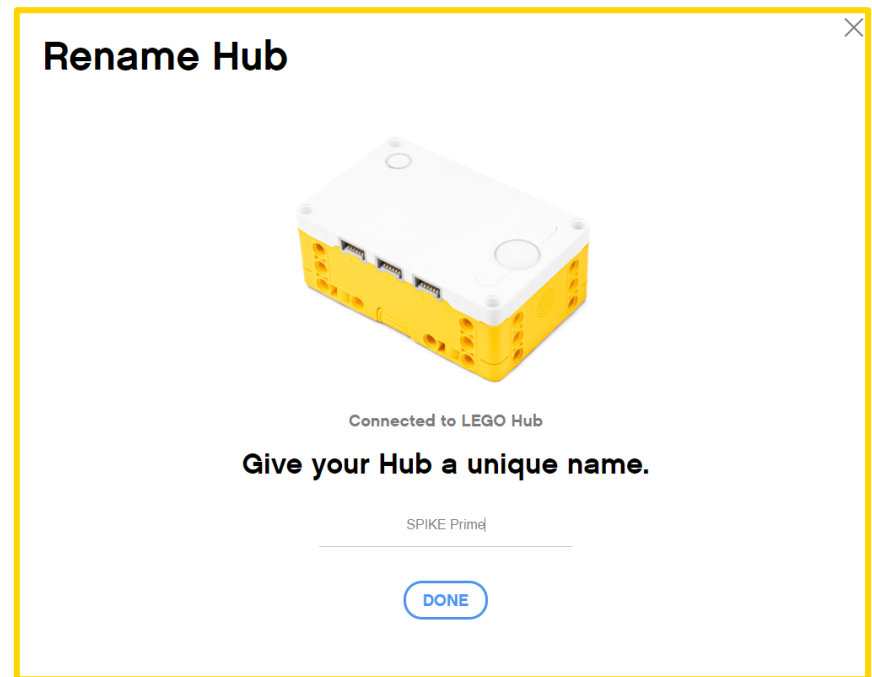 Rename Hub
Connected to LEGO Hub
Give your Hub a unique name.
SPIKE Prime
DONE